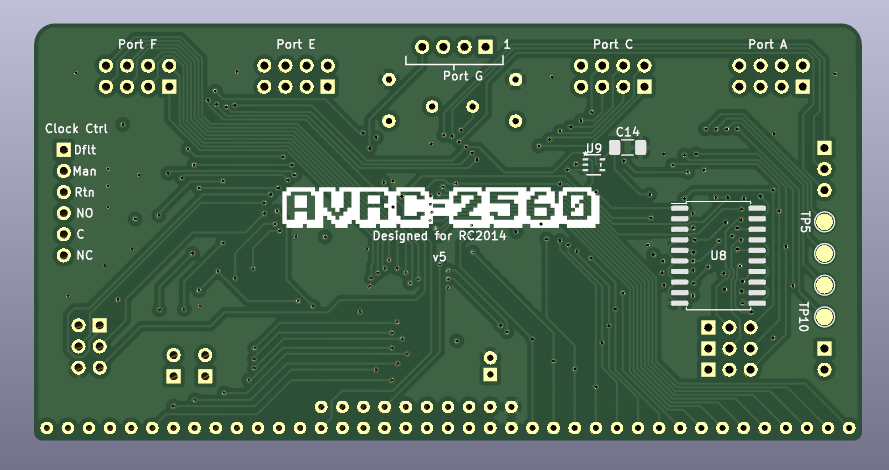 Port F
Port E
1
Port C
Port A
Port G
Clock Ctrl
C14
Dflt
U9
Man
Rtn
AVRC-2560
NO
TP5
Designed for RC2014
C
v5
NC
U8
TP10